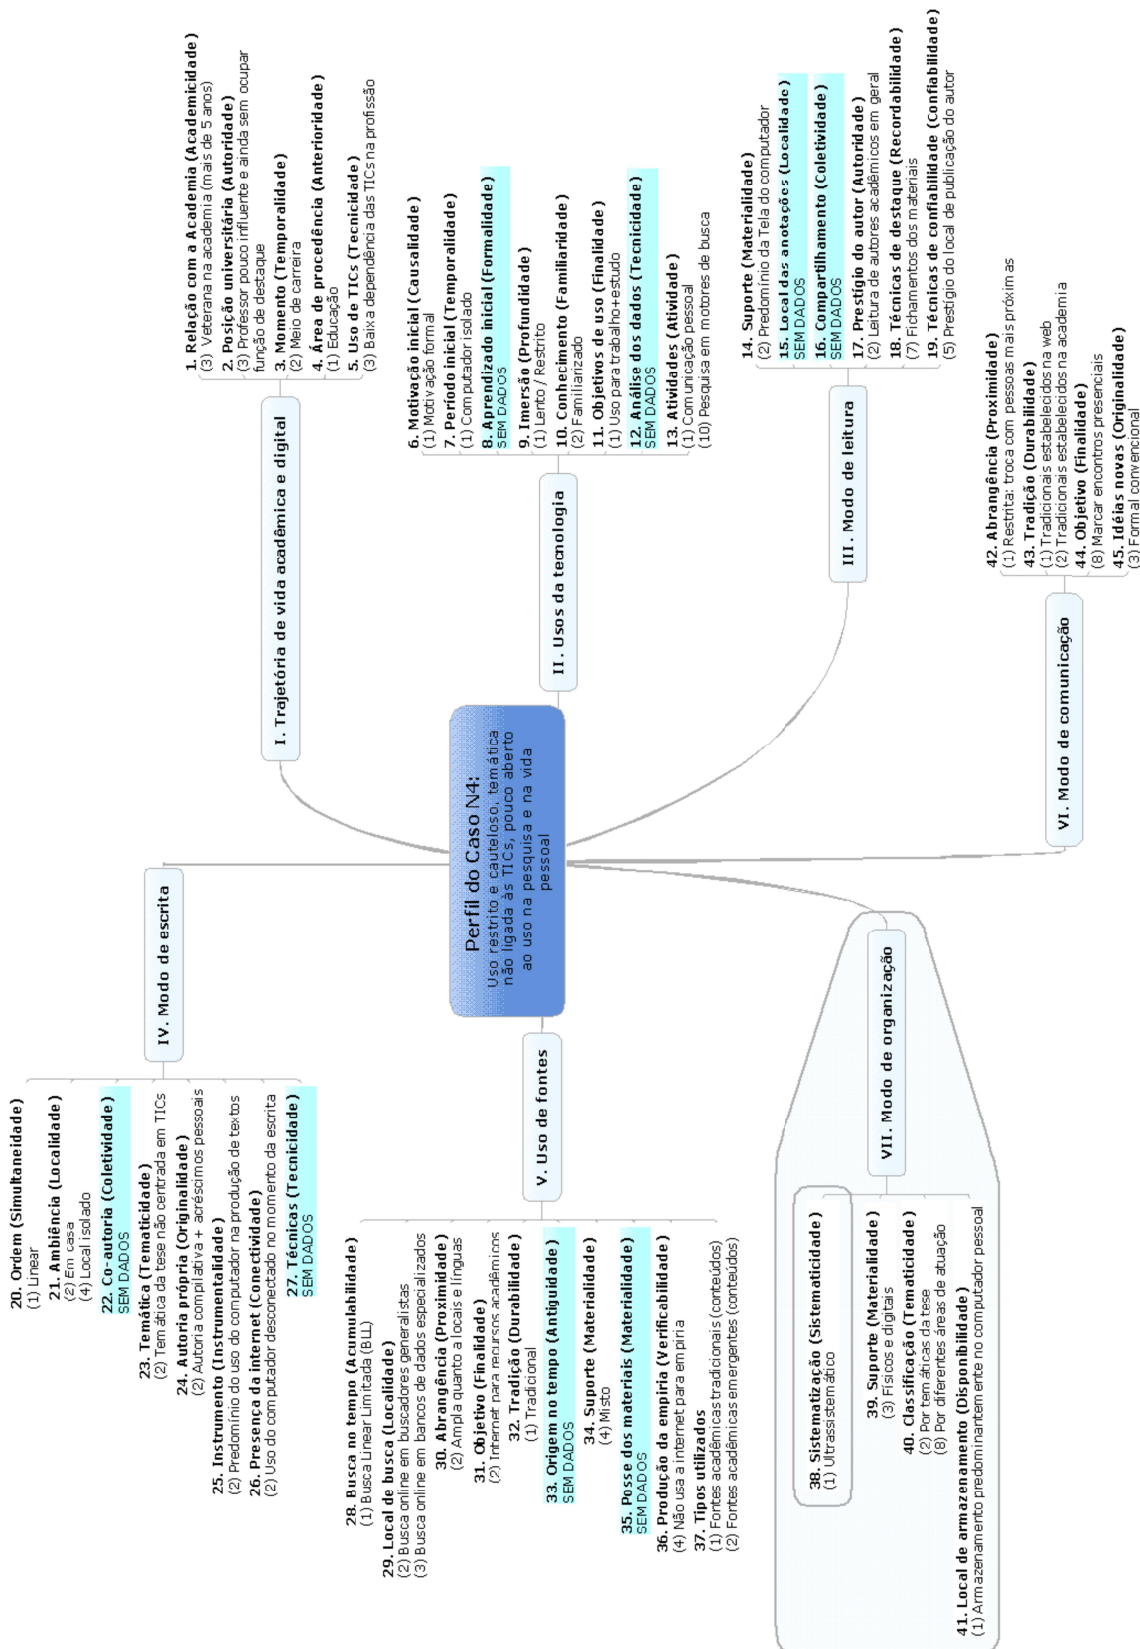 Perfil do Caso N4:
Uso restrito e cauteloso, temática
não ligada às TICs, pouco aberto
ao uso na pesquisa e na vida
pessoal
I. Trajetória de vida acadêmica e digital
1. Relação com a Academia (Academicidade)
(3) Veterana na academia (mais de 5 anos)
2. Posição universitária (Autoridade)
(3) Professor pouco influente e ainda sem ocupar
função de destaque
3. Momento (Temporalidade)
(2) Meio de carreira
4. Área de procedência (Anterioridade)
(1) Educação
5. Uso de TICs (Tecnicidade)
(3) Baixa dependência das TICs na profissão
II. Usos da tecnologia
6. Motivação inicial (Causalidade)
(1) Motivação formal
7. Período inicial (Temporalidade)
(1) Computador isolado
8. Aprendizado inicial (Formalidade)
SEM DADOS
9. Imersão (Profundidade)
(1) Lento / Restrito
10. Conhecimento (Familiaridade)
(2) Familiarizado
11. Objetivos de uso (Finalidade)
(1) Uso para trabalho+estudo
12. Análise dos dados (Tecnicidade)
SEM DADOS
13. Atividades (Atividade)
(1) Comunicação pessoal
(10) Pesquisa em motores de busca
III. Modo de leitura
14. Suporte (Materialidade)
(2) Predomínio da Tela do computador
15. Local das anotações (Localidade)
SEM DADOS
16. Compartilhamento (Coletividade)
SEM DADOS
17. Prestígio do autor (Autoridade)
(2) Leitura de autores acadêmicos em geral
18. Técnicas de destaque (Recordabilidade)
(7) Fichamentos dos materiais
19. Técnicas de confiabilidade (Confiabilidade)
(5) Prestígio do local de publicação do autor
IV. Modo de escrita
20. Ordem (Simultaneidade)
(1) Linear
21. Ambiência (Localidade)
(2) Em casa
(4) Local isolado
22. Co-autoria (Coletividade)
SEM DADOS
23. Temática (Tematicidade)
(2) Temática da tese não centrada em TICs
24. Autoria própria (Originalidade)
(2) Autoria compilativa + acréscimos pessoais
25. Instrumento (Instrumentalidade)
(2) Predomínio do uso do computador na produção de textos
26. Presença da internet (Conectividade)
(2) Uso do computador desconectado no momento da escrita
27. Técnicas (Tecnicidade)
SEM DADOS
V. Uso de fontes
28. Busca no tempo (Acumulabilidade)
(1) Busca Linear Limitada (BLL)
29. Local de busca (Localidade)
(2) Busca online em buscadores generalistas
(3) Busca online em bancos de dados especializados
30. Abrangência (Proximidade)
(2) Ampla quanto a locais e línguas
31. Objetivo (Finalidade)
(2) Internet para recursos acadêmicos
32. Tradição (Durabilidade)
(1) Tradicional
33. Origem no tempo (Antiguidade)
SEM DADOS
34. Suporte (Materialidade)
(4) Misto
35. Posse dos materiais (Materialidade)
SEM DADOS
36. Produção da empiria (Verificabilidade)
(4) Não usa a internet para empiria
37. Tipos utilizados
(1) Fontes acadêmicas tradicionais (conteúdos)
(2) Fontes acadêmicas emergentes (conteúdos)
VI. Modo de comunicação
42. Abrangência (Proximidade)
(1) Restrita: troca com pessoas mais próximas
43. Tradição (Durabilidade)
(1) Tradicionais estabelecidos na web
(2) Tradicionais estabelecidos na academia
44. Objetivo (Finalidade)
(8) Marcar encontros presenciais
45. Idéias novas (Originalidade)
(3) Formal convencional
VII. Modo de organização
38. Sistematização (Sistematicidade)
(1) Ultrassistemático
39. Suporte (Materialidade)
(3) Físicos e digitais
40. Classificação (Tematicidade)
(2) Por temáticas da tese
(8) Por diferentes áreas de atuação
41. Local de armazenamento (Disponibilidade)
(1) Armazenamento predominantemente no computador pessoal